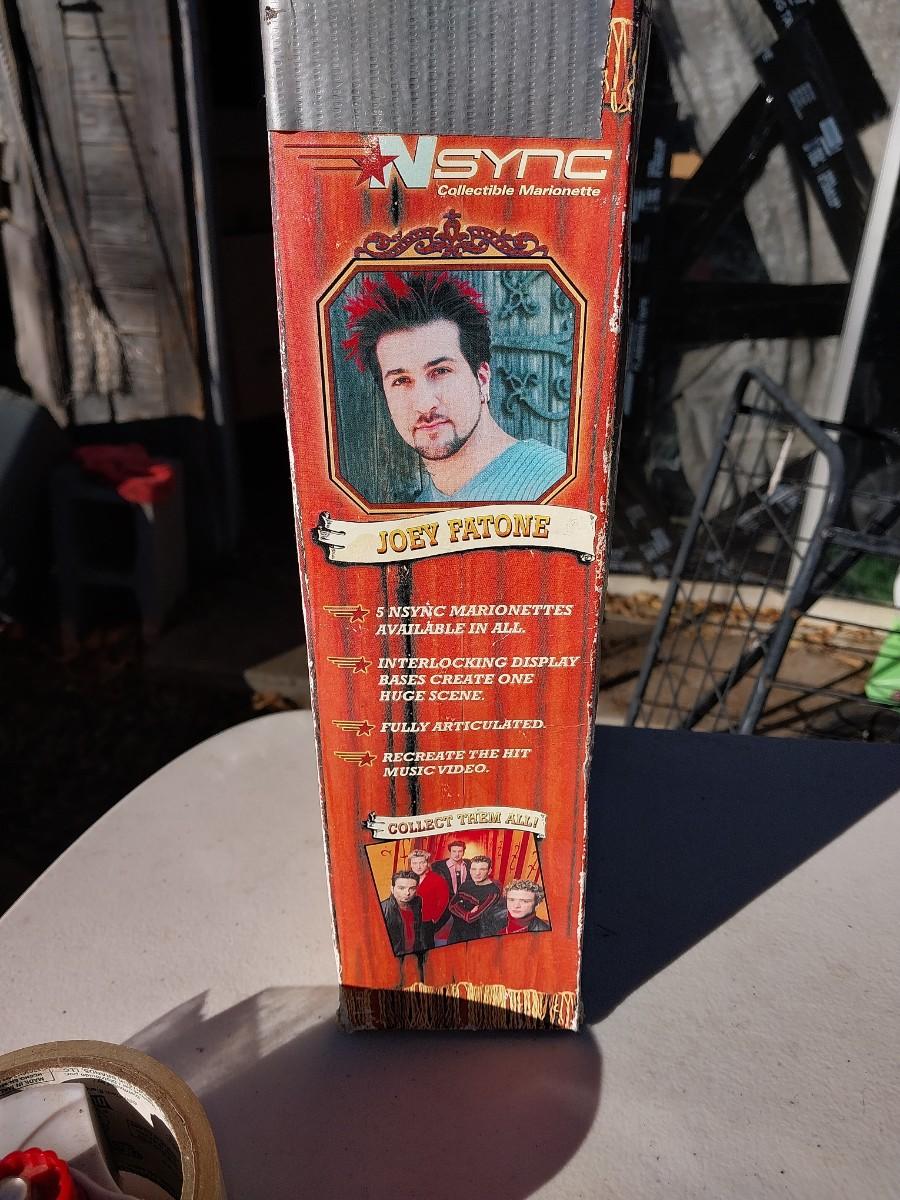 NSYNC
Collectible Marionette
JOEY FATONE
5 NSYNC MARIONETTES
AVAILABLE IN ALL.
INTERLOCKING DISPLAY
BASES CREATE ONE
HUGE SCENE.
FULLY ARTICULATED.
RECREATE THE HIT
MUSIC VIDEO.
COLLECT THEM ALL!